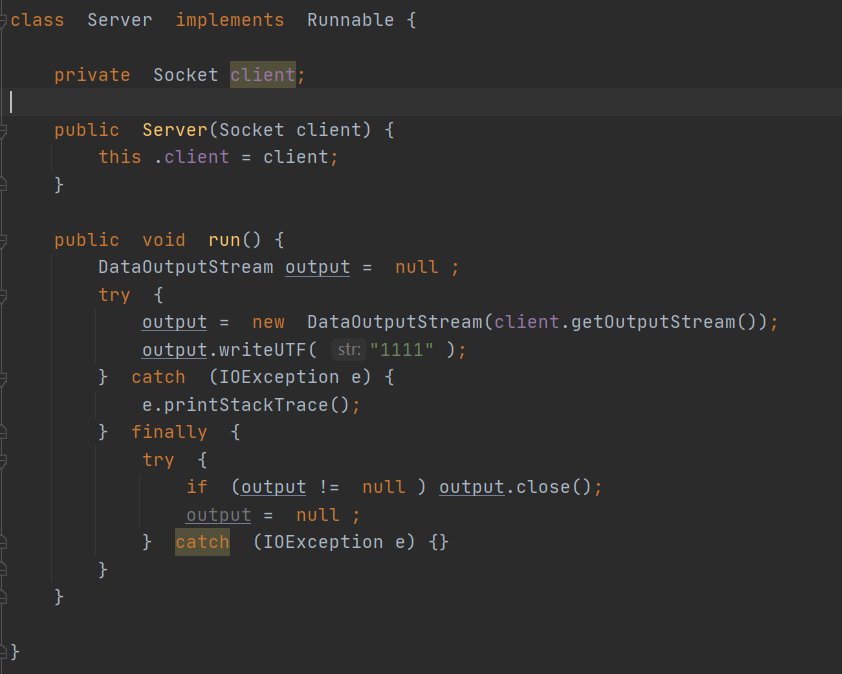 class  Server  implements  Runnable {
    private  Socket client;
    public  Server(Socket client) {
        this .client = client;
    }
    public  void  run() {
        DataOutputStream output =  null ;
        try  {
            output =  new  DataOutputStream(client.getOutputStream());
            output.writeUTF( str: "1111" );
        }  catch  (IOException e) {
            e.printStackTrace();
        }  finally  {
            try  {
                if  (output !=  null ) output.close();
                output =  null ;
            }  catch  (IOException e) {}
        }
    }
}